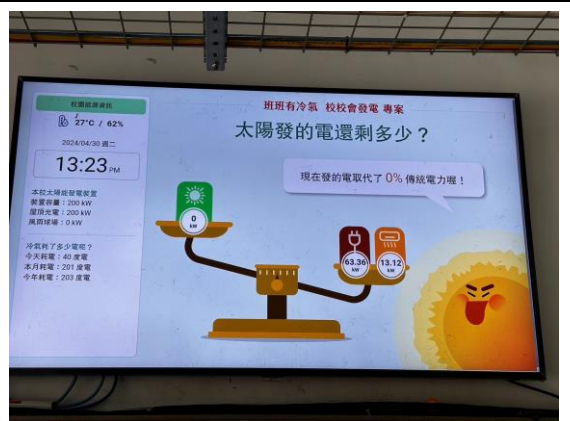 校園能源資訊
27°C / 62%
2024/04/30 週二
13:23 PM
本校太陽能發電裝置
裝置容量：200 kW
屋頂光電：200 kW
風雨球場：0 kW
冷氣耗了多少電呢？
今天耗電：40 度電
本月耗電：201 度電
今年耗電：203 度電
班班有冷氣 校校會發電 專案
太陽發的電還剩多少？
現在發的電取代了 0% 傳統電力喔！
0
kW
63.36
kW
13.12
kW